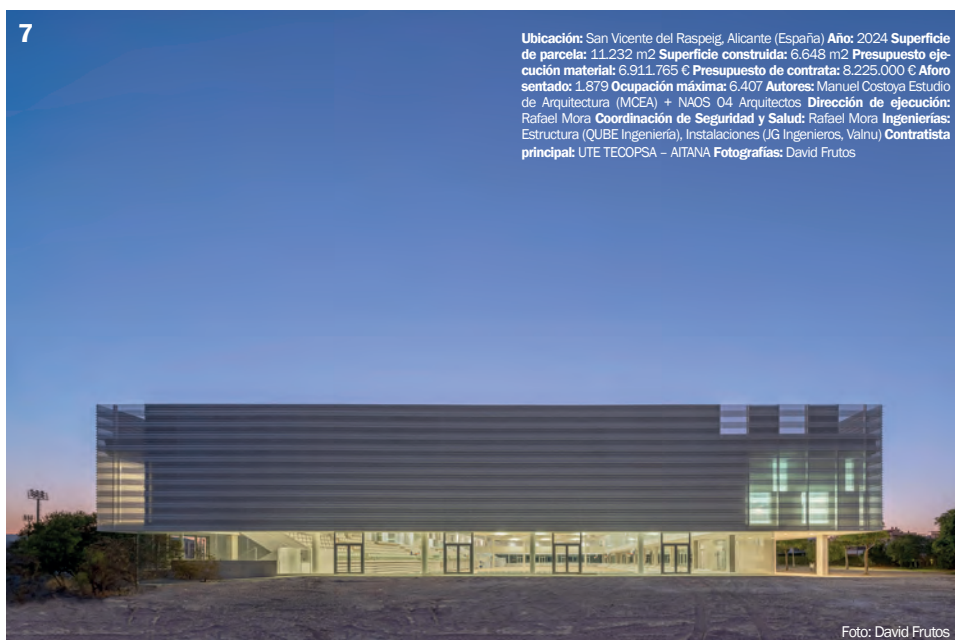 7
Ubicación: San Vicente del Raspeig, Alicante (España) Año: 2024 Superficie
de parcela: 11.232 m2 Superficie construida: 6.648 m2 Presupuesto eje-
cución material: 6.911.765 € Presupuesto de contrata: 8.225.000 € Aforo
sentado: 1.879 Ocupación máxima: 6.407 Autores: Manuel Costoya Estudio
de Arquitectura (MCEA) + NAOS 04 Arquitectos Dirección de ejecución:
Rafael Mora Coordinación de Seguridad y Salud: Rafael Mora Ingenierías:
Estructura (QUBE Ingeniería), Instalaciones (JG Ingenieros, Valnu) Contratista
principal: UTE TECOPSA – AITANA Fotografías: David Frutos
Foto: David Frutos